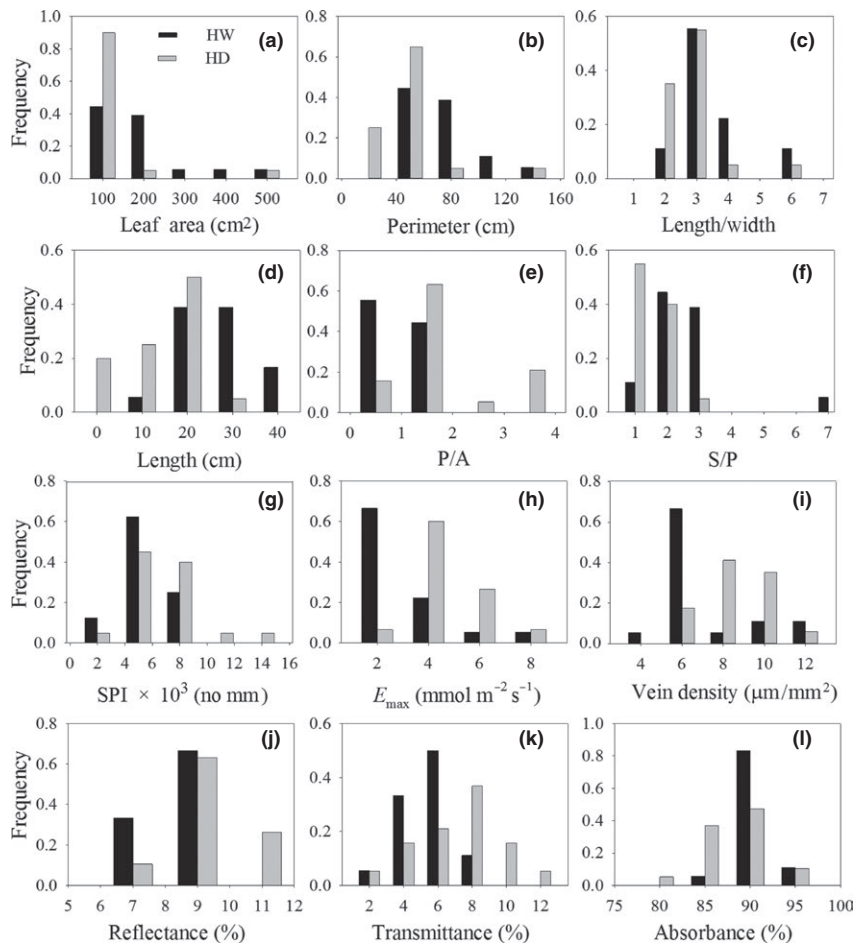 1.0
0.8
0.6
0.4
0.2
0.0
Frequency
HW
HD
(a)
100 200 300 400 500
Leaf area (cm2)
0.8
0.6
0.4
0.2
0.0
(b)
0 40 80 120 160
Perimeter (cm)
0.6
0.4
0.2
0.0
(c)
1 2 3 4 5 6 7
Length/width
0.6
0.4
0.2
0.0
Frequency
(d)
0 10 20 30 40
Length (cm)
0.8
0.6
0.4
0.2
0.0
(e)
0 1 2 3 4
P/A
0.6
0.4
0.2
0.0
(f)
1 2 3 4 5 6 7
S/P
0.8
0.6
0.4
0.2
0.0
Frequency
(g)
0 2 4 6 8 10 12 14 16
SPI × 10³ (no mm)
0.8
0.6
0.4
0.2
0.0
(h)
2 4 6 8
Emax (mmol m⁻² s⁻¹)
0.8
0.6
0.4
0.2
0.0
(i)
4 6 8 10 12
Vein density (µm/mm²)
0.8
0.6
0.4
0.2
0.0
Frequency
(j)
5 6 7 8 9 10 11 12
Reflectance (%)
0.6
0.4
0.2
0.0
(k)
2 4 6 8 10 12
Transmittance (%)
1.0
0.8
0.6
0.4
0.2
0.0
(l)
75 80 85 90 95 100
Absorbance (%)